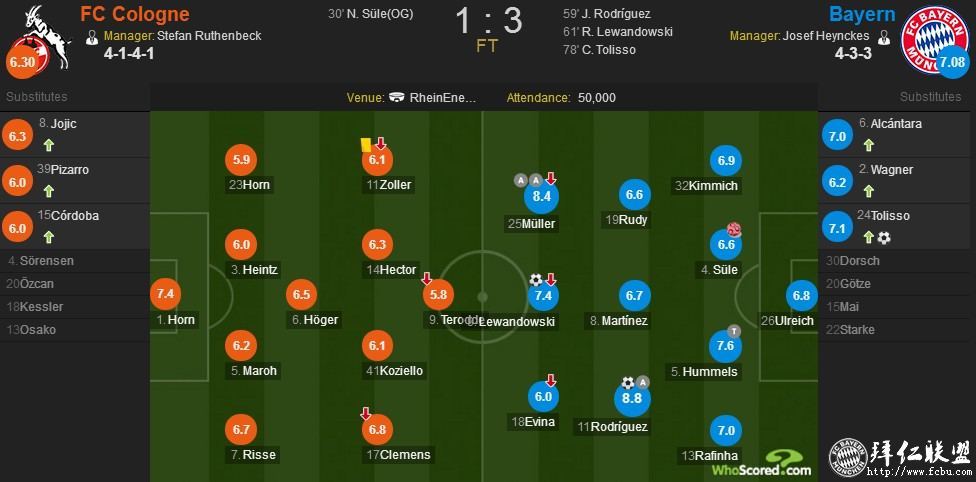 FC Cologne
Manager: Stefan Ruthenbeck
4-1-4-1
6.30
30' N. Süle(OG)
1 : 3
FT
59' J. Rodríguez
61' R. Lewandowski
78' C. Tolisso
Bayern
Manager: Josef Heynckes
4-3-3
FC BAYERN MÜNCHEN
7.08
Substitutes
Venue: RheinEne... Attendance: 50,000
Substitutes
6.3 8. Jojic
6.0 39Pizarro
6.0 15Córdoba
4. Sörensen
20Özcan
18Kessler
13Osako
7.4
1. Horn
5.9
23Horn
6.0
3. Heintz
6.2
5. Maroh
6.7
7. Risse
6.5
6. Höger
6.1
11Zoller
6.3
14Hector
6.1
41Koziello
6.8
17Clemens
5.8
9. Terodde
A A
8.4
25Müller
7.4
Lewandowski
6.0
18Evina
6.6
19Rudy
6.7
8. Martínez
A
8.8
11Rodríguez
6.9
32Kimmich
6.6
4. Süle
T
7.6
5. Hummels
7.0
13Rafinha
6.8
26Ulreich
7.0 6. Alcántara
6.2 2. Wagner
7.1 24Tolisso
30Dorsch
20Götze
15Mai
22Starke
WhoScored.com
FC BAYERN MÜNCHEN
拜仁联盟
http://www.fcbu.com